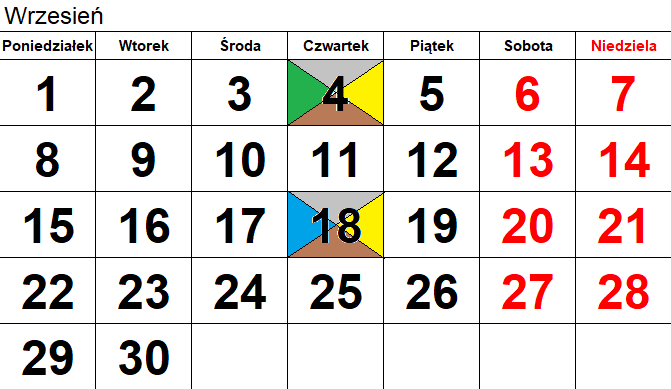 Wrzesień
Poniedziałek Wtorek Środa Czwartek Piątek Sobota Niedziela
1 2 3 4 5 6 7
8 9 10 11 12 13 14
15 16 17 18 19 20 21
22 23 24 25 26 27 28
29 30